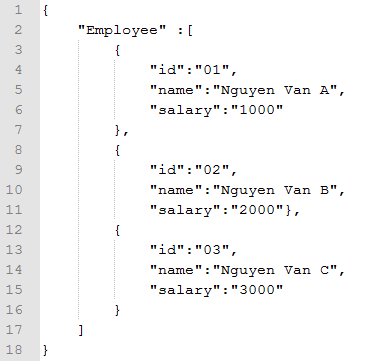 1 {
2     "Employee" :[
3         {
4             "id":"01",
5             "name":"Nguyen Van A",
6             "salary":"1000"
7         },
8         {
9             "id":"02",
10             "name":"Nguyen Van B",
11             "salary":"2000"},
12         {
13             "id":"03",
14             "name":"Nguyen Van C",
15             "salary":"3000"
16         }
17     ]
18 }